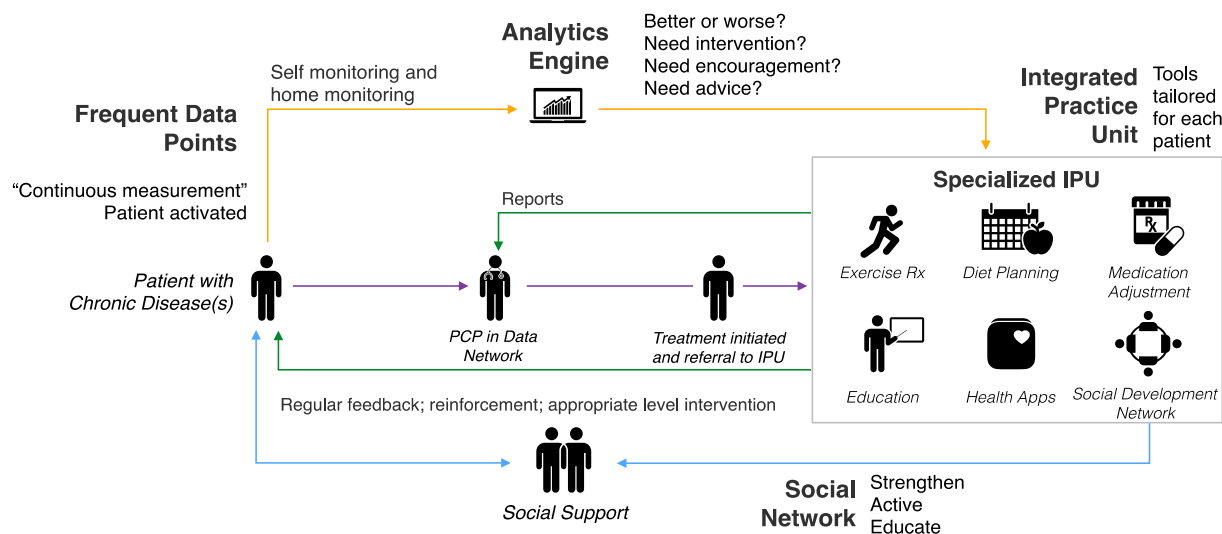 Analytics
Engine
Better or worse?
Need intervention?
Need encouragement?
Need advice?
Self monitoring and
home monitoring
Integrated
Practice
Unit
Tools
tailored
for each
patient
Frequent Data
Points
“Continuous measurement”
Patient activated
Reports
Specialized IPU
Exercise Rx
Diet Planning
Rx
Medication
Adjustment
Patient with
Chronic Disease(s)
PCP in Data
Network
Treatment initiated
and referral to IPU
Education
Health Apps
Social Development
Network
Regular feedback; reinforcement; appropriate level intervention
Social Support
Social
Network
Strengthen
Active
Educate